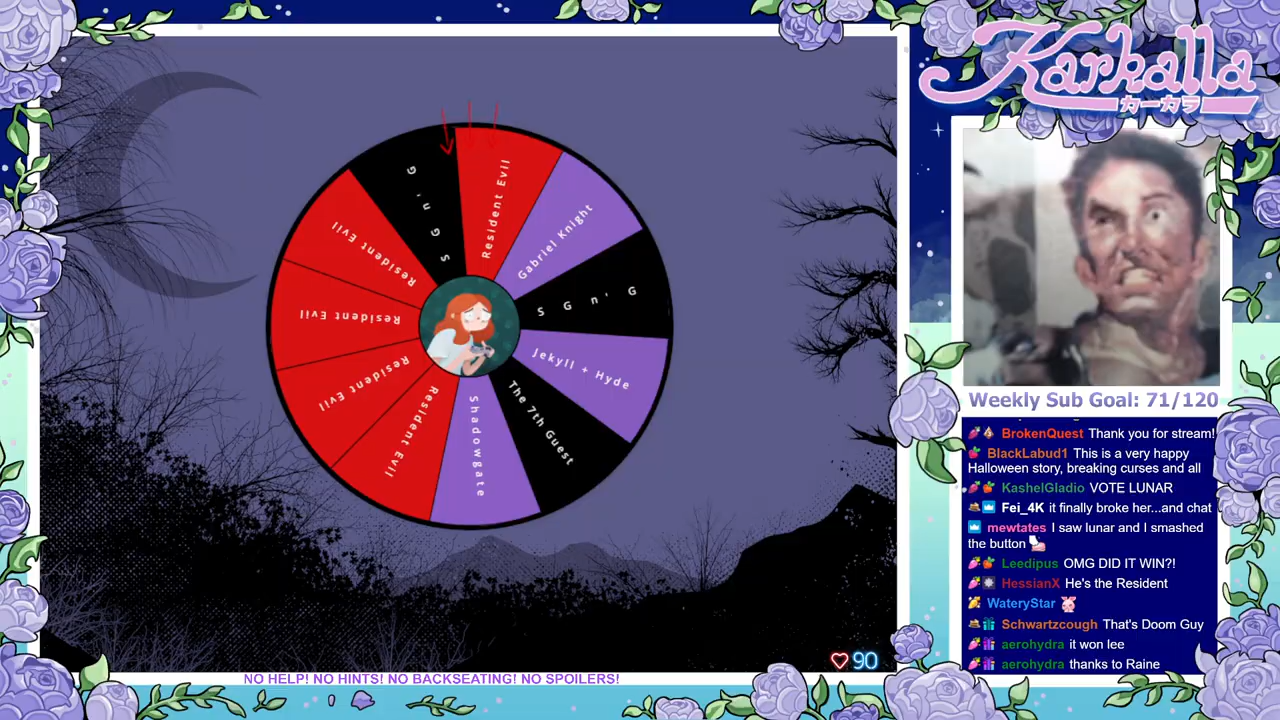 Karkalla
カーカラ
G n' G S
Resident Evil
Gabriel Knight
S G n' G
Jekyll + Hyde
The 7th Guest
Shadowgate
Resident Evil
Resident Evil
Resident Evil
Resident Evil
90
NO HELP! NO HINTS! NO BACKSEATING! NO SPOILERS!
Weekly Sub Goal: 71/120
BrokenQuest Thank you for stream!
BlackLabud1 This is a very happy
Halloween story, breaking curses and all
KashelGladio VOTE LUNAR
Fei_4K it finally broke her...and chat
mewtates I saw lunar and I smashed
the button
Leedipus OMG DID IT WIN?!
HessianX He's the Resident
WateryStar
Schwartzcough That's Doom Guy
aerohydra it won lee
aerohydra thanks to Raine